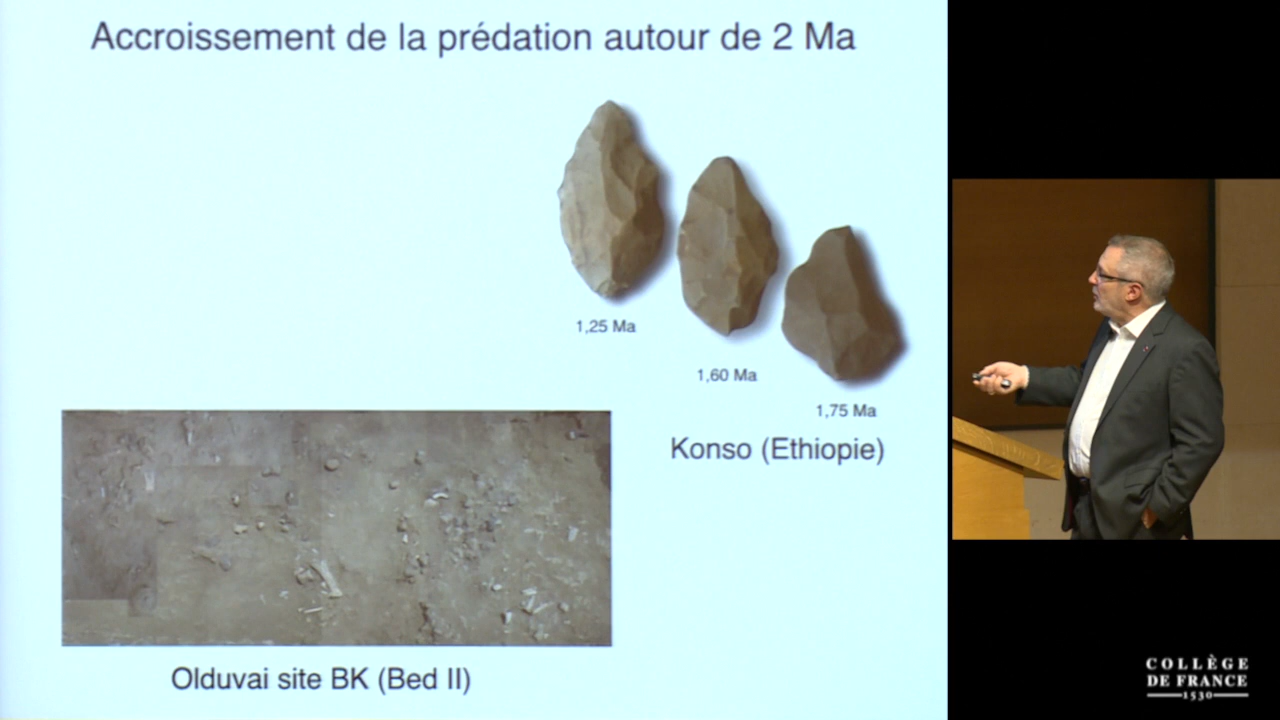 Accroissement de la prédation autour de 2 Ma
1,25 Ma
1,60 Ma
1,75 Ma
Konso (Ethiopie)
Olduvai site BK (Bed II)
COLLÈGE
DE FRANCE
1530